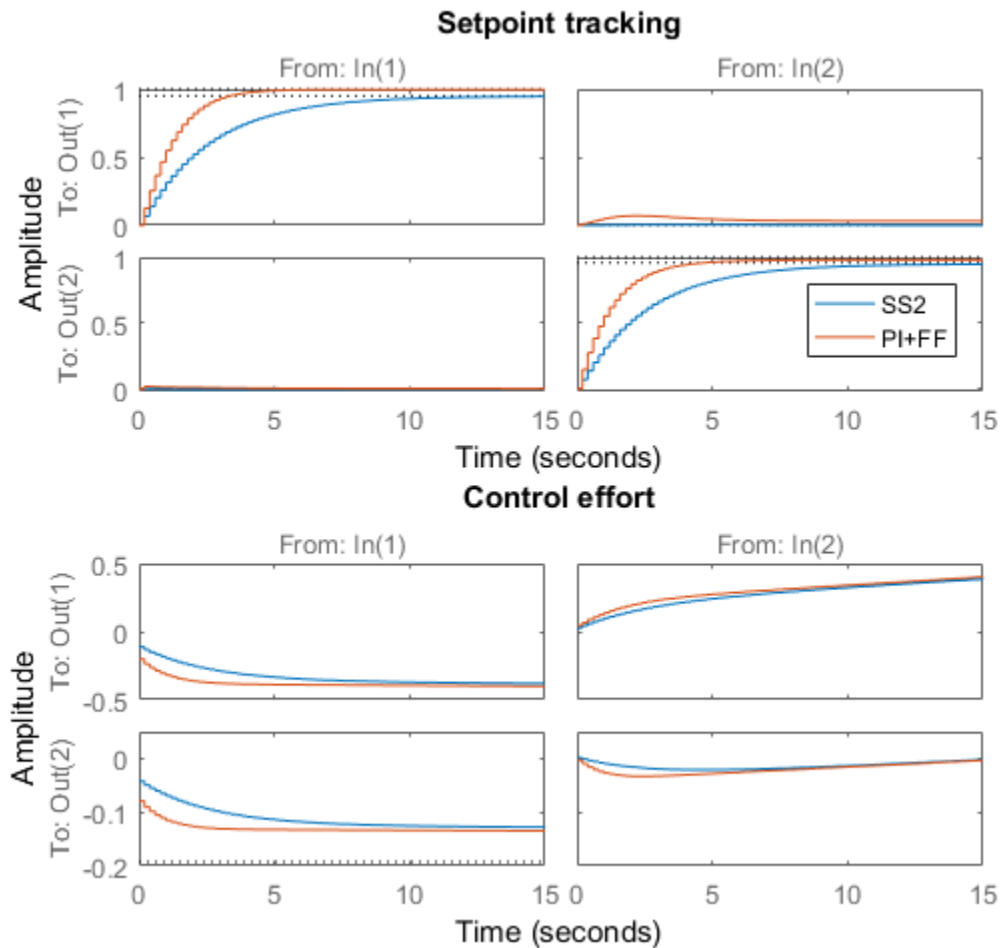 Setpoint tracking
From: In(1)
From: In(2)
Amplitude
To: Out(1)
1
0.5
0
To: Out(2)
1
0.5
0
SS2
PI+FF
0 5 10 15
0 5 10 15
Time (seconds)
Control effort
From: In(1)
From: In(2)
Amplitude
To: Out(1)
0.5
0
-0.5
To: Out(2)
0
-0.1
-0.2
0 5 10 15
0 5 10 15
Time (seconds)